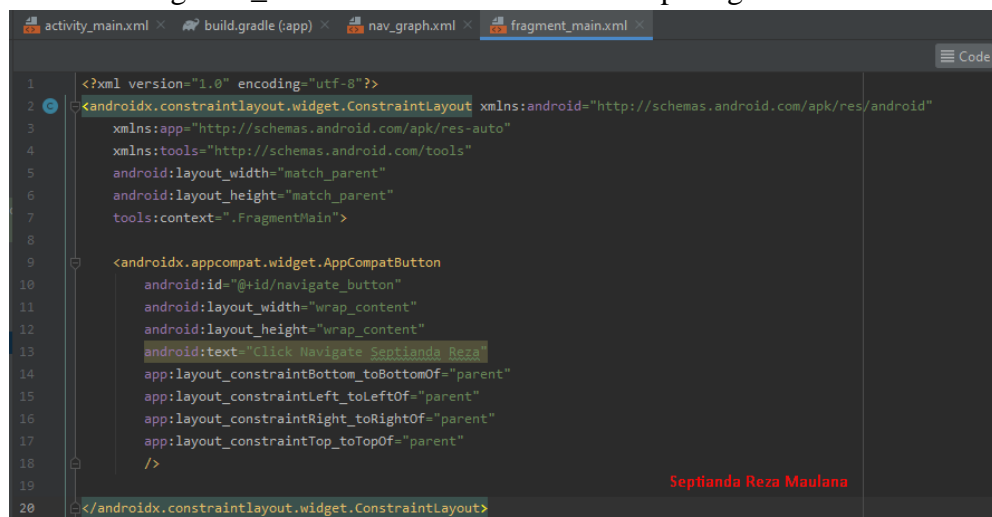 activity_main.xml build.gradle (:app) nav_graph.xml fragment_main.xml
Code
1 <?xml version="1.0" encoding="utf-8"?>
2 C <androidx.constraintlayout.widget.ConstraintLayout xmlns:android="http://schemas.android.com/apk/res/android"
3 xmlns:app="http://schemas.android.com/apk/res-auto"
4 xmlns:tools="http://schemas.android.com/tools"
5 android:layout_width="match_parent"
6 android:layout_height="match_parent"
7 tools:context=".FragmentMain">
8
9 <androidx.appcompat.widget.AppCompatButton
10 android:id="@+id/navigate_button"
11 android:layout_width="wrap_content"
12 android:layout_height="wrap_content"
13 android:text="Click Navigate Septianda Reza"
14 app:layout_constraintBottom_toBottomOf="parent"
15 app:layout_constraintLeft_toLeftOf="parent"
16 app:layout_constraintRight_toRightOf="parent"
17 app:layout_constraintTop_toTopOf="parent"
18 />
19 Septianda Reza Maulana
20 </androidx.constraintlayout.widget.ConstraintLayout>